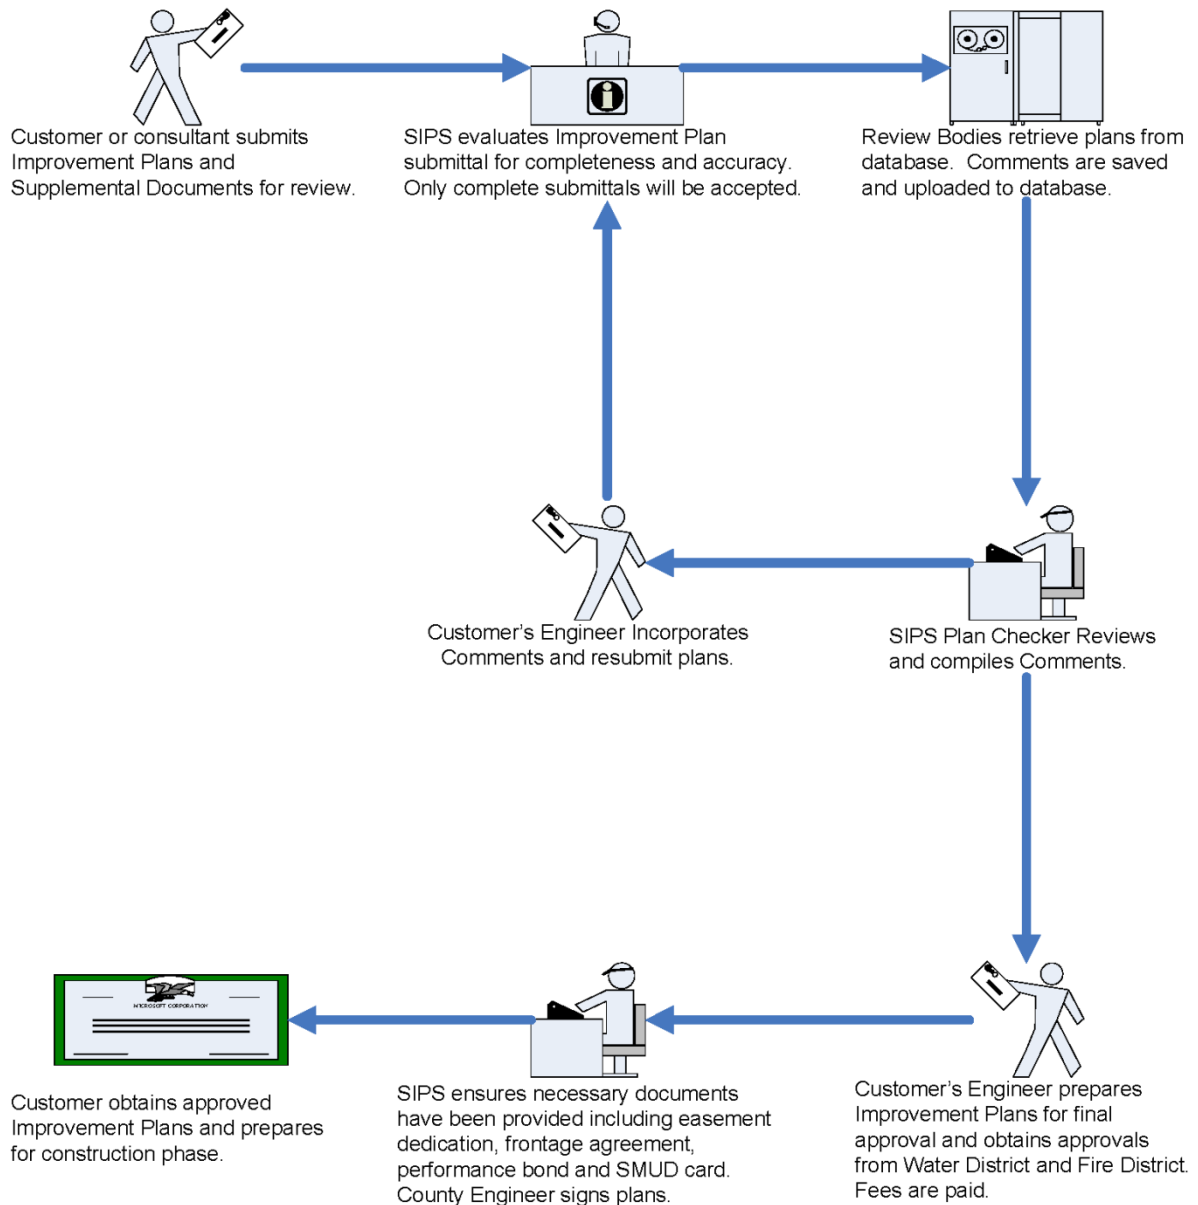 Customer or consultant submits
Improvement Plans and
Supplemental Documents for review.
SIPS evaluates Improvement Plan
submittal for completeness and accuracy.
Only complete submittals will be accepted.
Review Bodies retrieve plans from
database.  Comments are saved
and uploaded to database.
Customer's Engineer Incorporates
Comments and resubmit plans.
SIPS Plan Checker Reviews
and compiles Comments.
MICROSOFT CORPORATION
Customer obtains approved
Improvement Plans and prepares
for construction phase.
SIPS ensures necessary documents
have been provided including easement
dedication, frontage agreement,
performance bond and SMUD card.
County Engineer signs plans.
Customer's Engineer prepares
Improvement Plans for final
approval and obtains approvals
from Water District and Fire District.
Fees are paid.